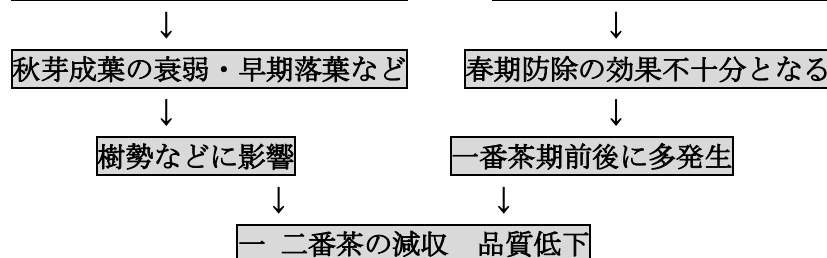 ↓ ↓
秋芽成葉の衰弱・早期落葉など 春期防除の効果不十分となる
↓ ↓
樹勢などに影響 一番茶期前後に多発生
↓ ↓
一 二番茶の減収 品質低下